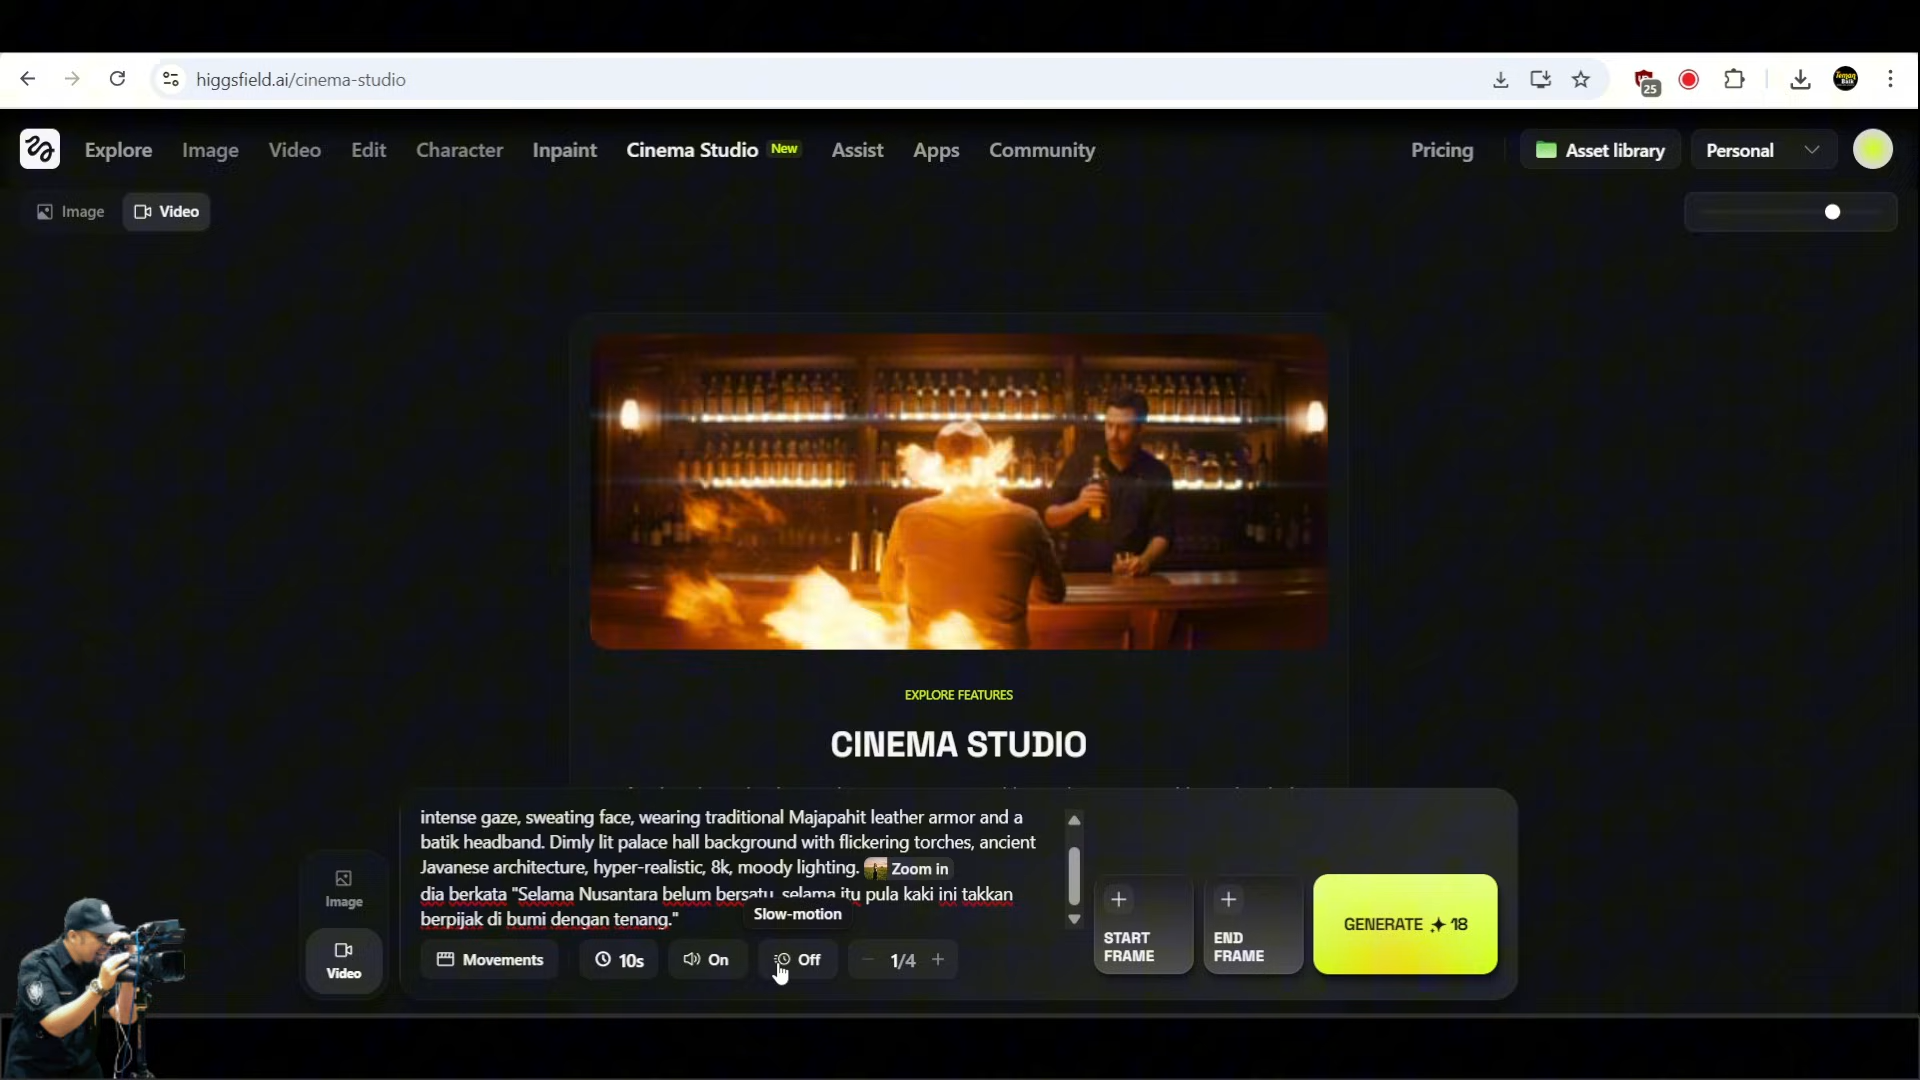 higgsfield.ai/cinema-studio
25
Explore
Image
Video
Edit
Character
Inpaint
Cinema Studio New
Assist
Apps
Community
Pricing
Asset library
Personal
Image
Video
EXPLORE FEATURES
CINEMA STUDIO
intense gaze, sweating face, wearing traditional Majapahit leather armor and a
batik headband. Dimly lit palace hall background with flickering torches, ancient
Javanese architecture, hyper-realistic, 8k, moody lighting. Zoom in
dia berkata "Selama Nusantara belum bersatu, selama itu pula kaki ini takkan
berpijak di bumi dengan tenang."
Slow-motion
Image
Video
Movements
10s
On
Off
1/4
START
FRAME
END
FRAME
GENERATE 18